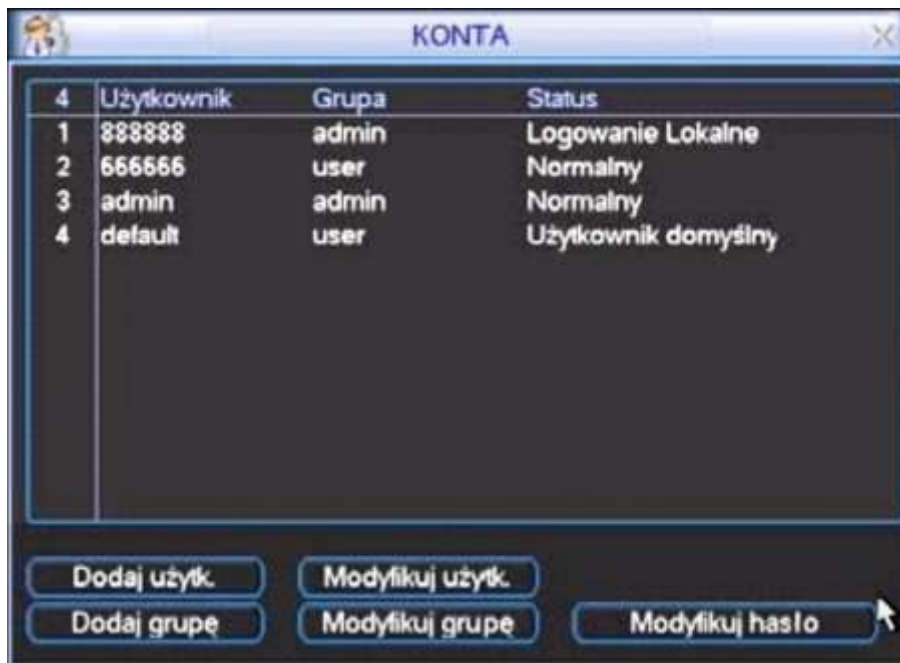 KONTA
4 Użytkownik Grupa Status
1 888888 admin Logowanie Lokalne
2 666666 user Normalny
3 admin admin Normalny
4 default user Użytkownik domyślny
Dodaj użytk. Modyfikuj użytk.
Dodaj grupę Modyfikuj grupę Modyfikuj hasło